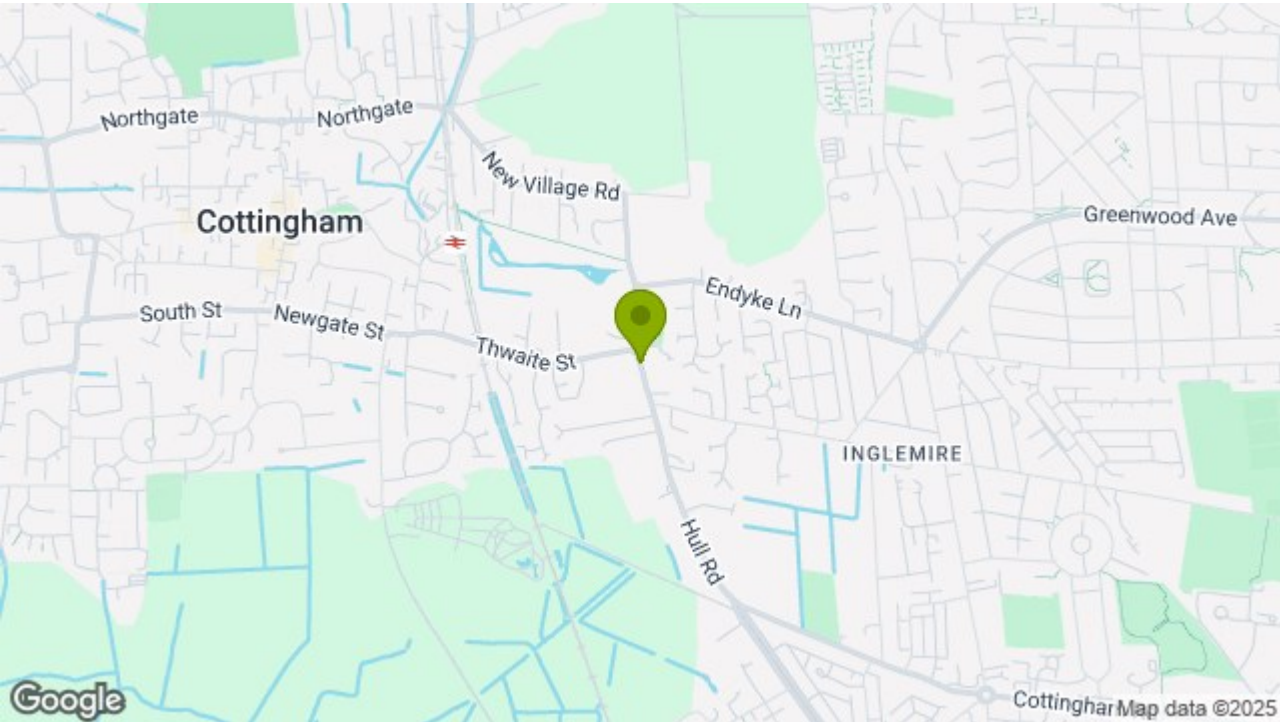 Northgate
Northgate
New Village Rd
Cottingham
Greenwood Ave
Endyke Ln
South St
Newgate St
Thwaite St
INGLEMIRE
Hull Rd
Google
Map data ©2025